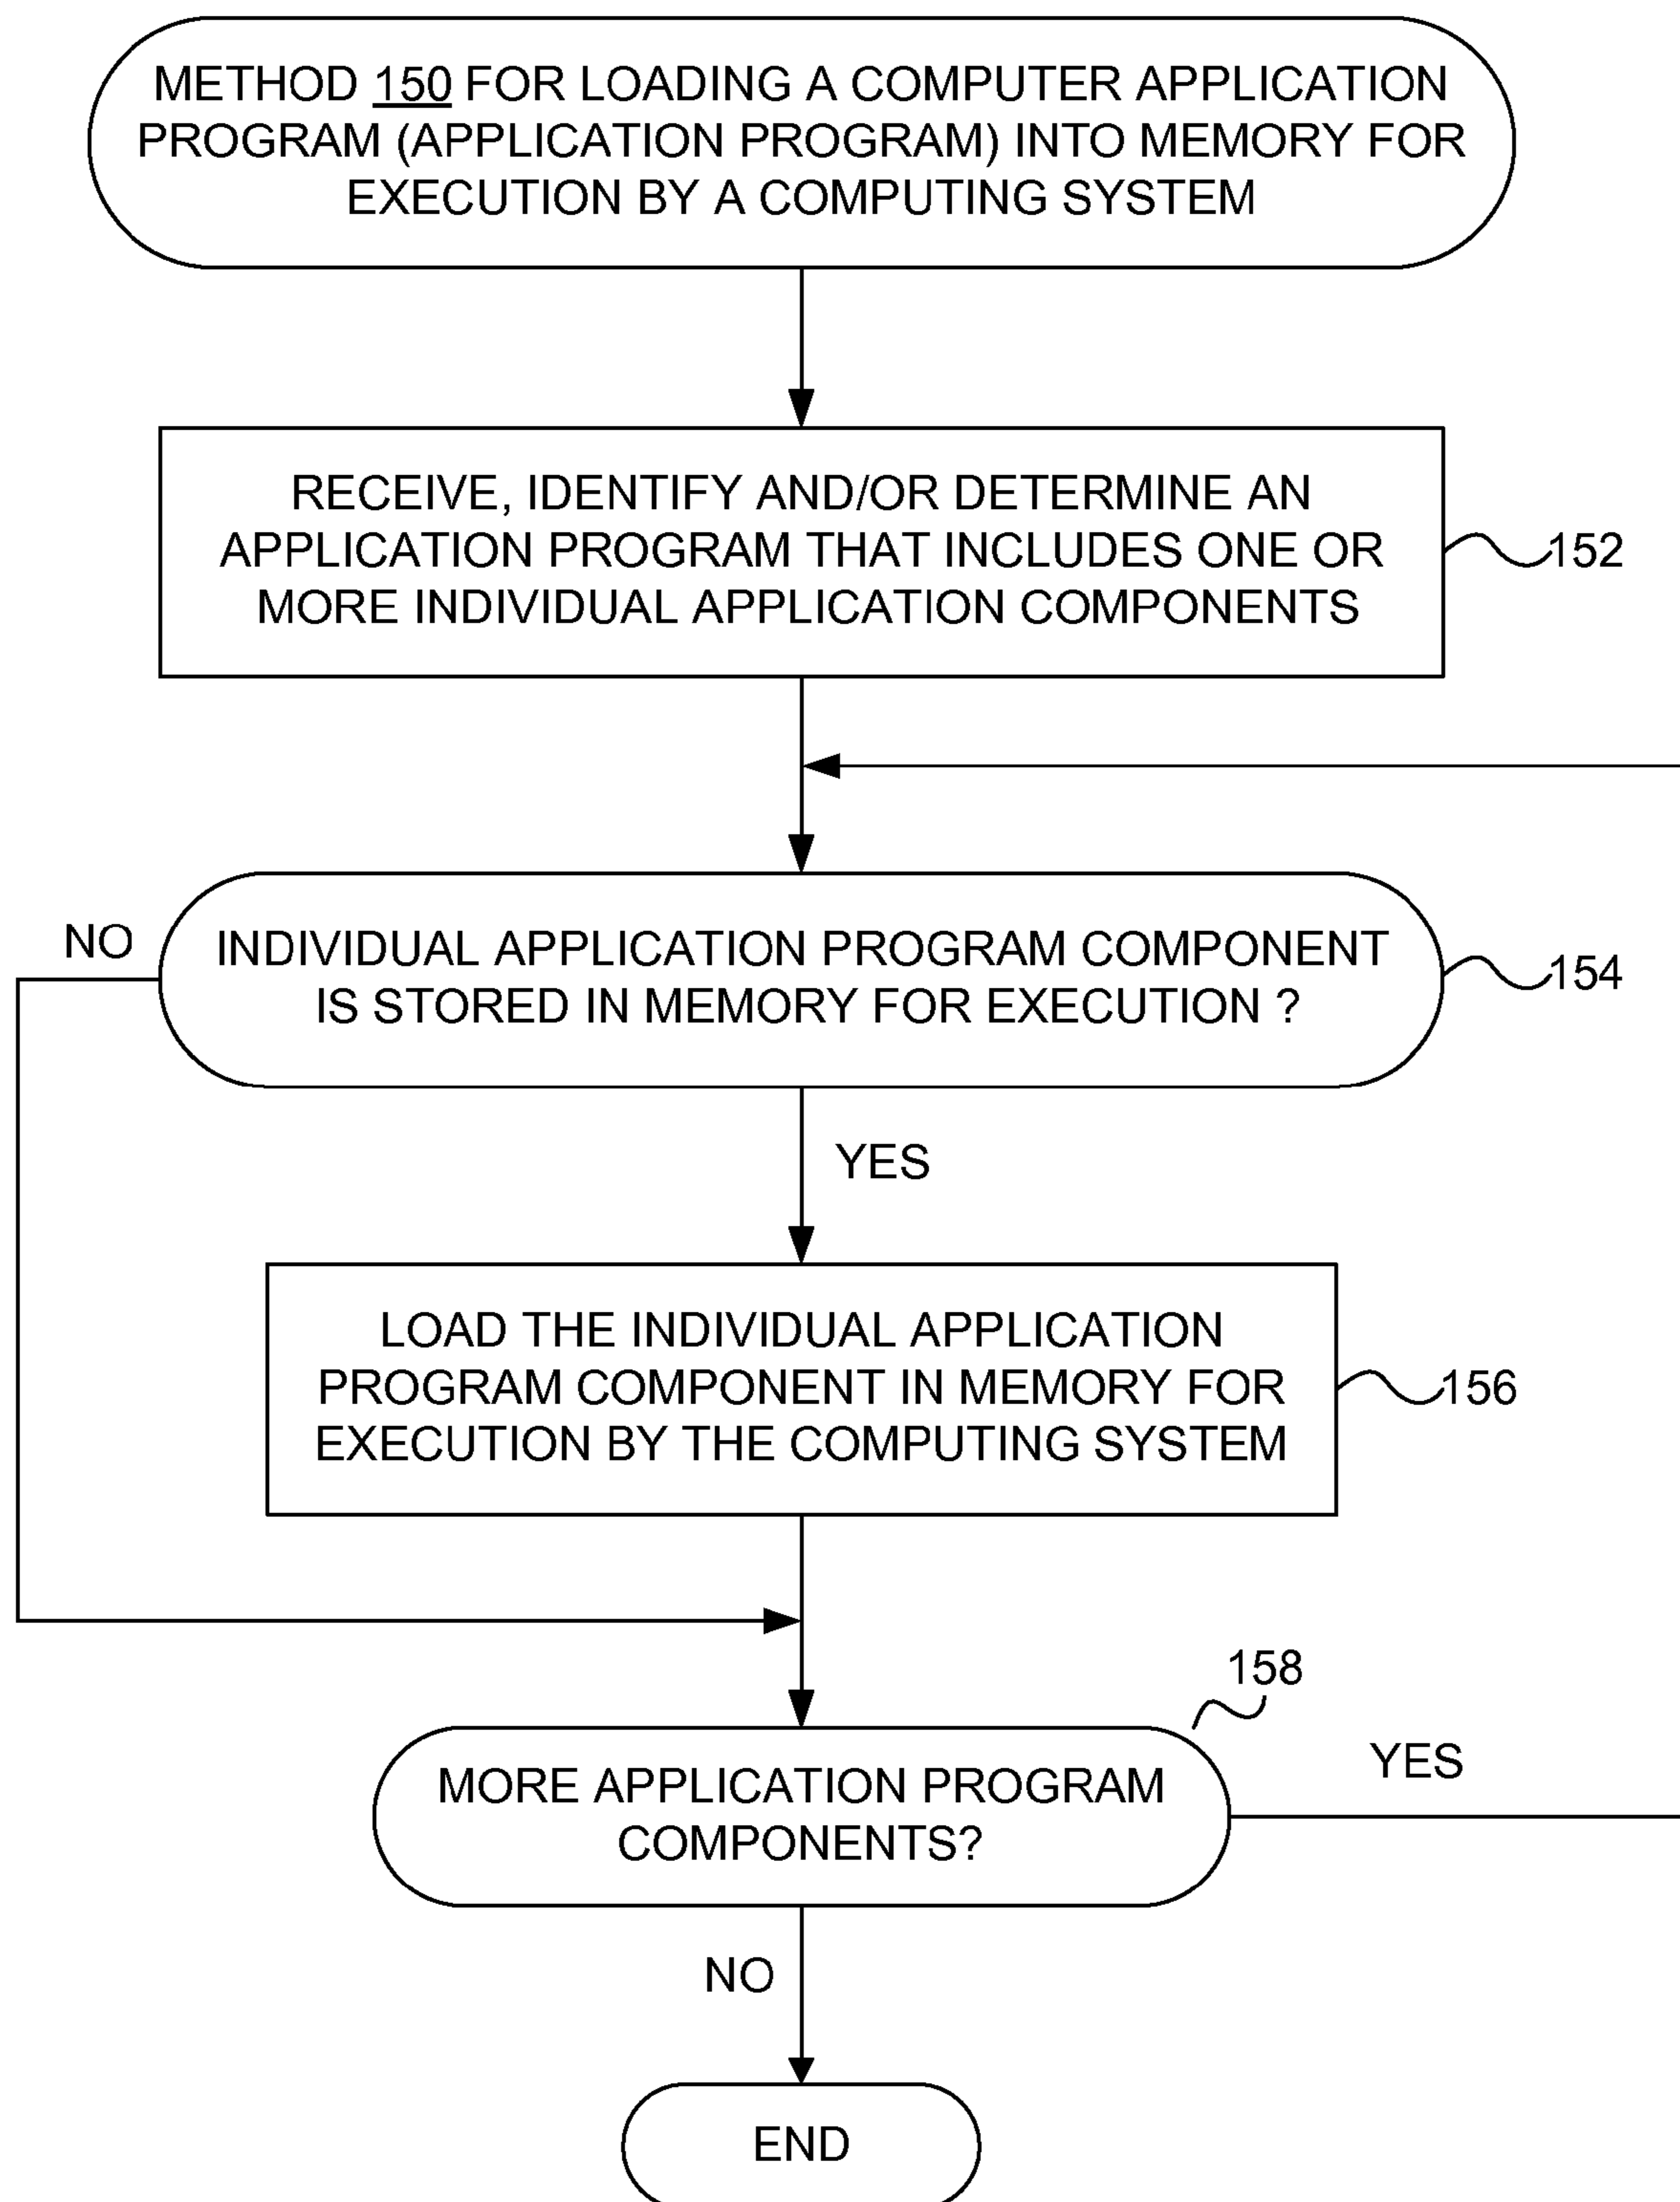 METHOD 150 FOR LOADING A COMPUTER APPLICATION
PROGRAM (APPLICATION PROGRAM) INTO MEMORY FOR
EXECUTION BY A COMPUTING SYSTEM
RECEIVE, IDENTIFY AND/OR DETERMINE AN
APPLICATION PROGRAM THAT INCLUDES ONE OR
MORE INDIVIDUAL APPLICATION COMPONENTS
152
NO
INDIVIDUAL APPLICATION PROGRAM COMPONENT
IS STORED IN MEMORY FOR EXECUTION ?
154
YES
LOAD THE INDIVIDUAL APPLICATION
PROGRAM COMPONENT IN MEMORY FOR
EXECUTION BY THE COMPUTING SYSTEM
156
158
MORE APPLICATION PROGRAM
COMPONENTS?
YES
NO
END